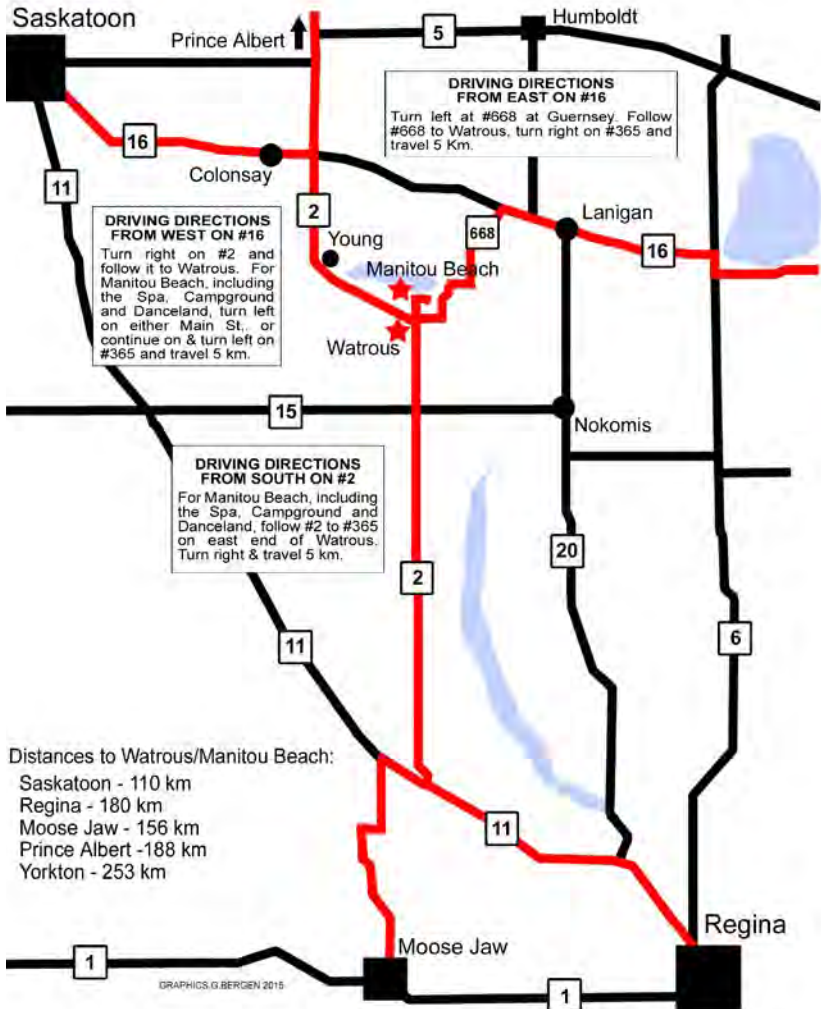 Saskatoon
Prince Albert
5
Humboldt
DRIVING DIRECTIONS
FROM EAST ON #16
Turn left at #668 at Guernsey. Follow
#668 to Watrous, turn right on #365 and
travel 5 Km.
16
Colonsay
11
2
668
Lanigan
16
DRIVING DIRECTIONS
FROM WEST ON #16
Turn right on #2 and
follow it to Watrous. For
Manitou Beach, including
the Spa, Campground
and Danceland, turn left
on either Main St., or
continue on & turn left on
#365 and travel 5 km.
Young
Manitou Beach
Watrous
15
Nokomis
DRIVING DIRECTIONS
FROM SOUTH ON #2
For Manitou Beach, including
the Spa, Campground and
Danceland, follow #2 to #365
on east end of Watrous.
Turn right & travel 5 km.
20
2
6
11
Distances to Watrous/Manitou Beach:
Saskatoon - 110 km
Regina - 180 km
Moose Jaw - 156 km
Prince Albert -188 km
Yorkton - 253 km
11
Regina
Moose Jaw
1
GRAPHICS.G.BERGEN 2015
1